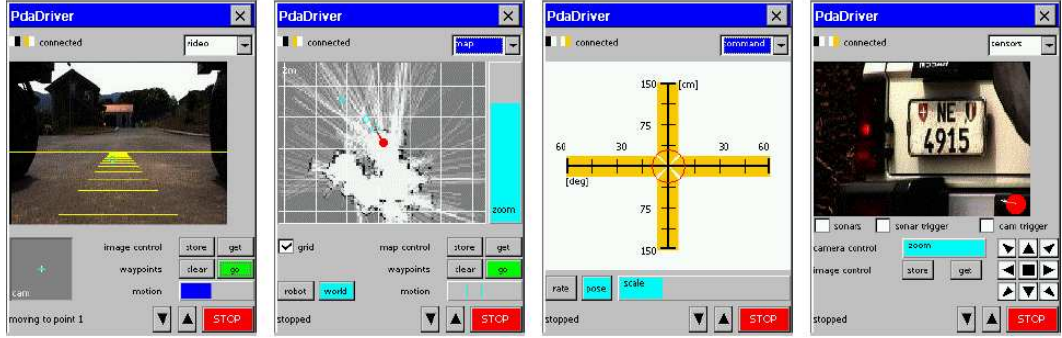 PdaDriver
connected
video
cam
image control
store
get
waypoints
clear
go
motion
moving to point 1
STOP
PdaDriver
connected
map
2m
zoom
grid
map control
store
get
waypoints
clear
go
robot
world
motion
stopped
STOP
PdaDriver
connected
command
150
[cm]
75
60
30
30
60
[deg]
75
150
rate
pose
scale
stopped
STOP
PdaDriver
connected
sensors
NE
4915
sonars
sonar trigger
cam trigger
camera control
zoom
image control
store
get
stopped
STOP